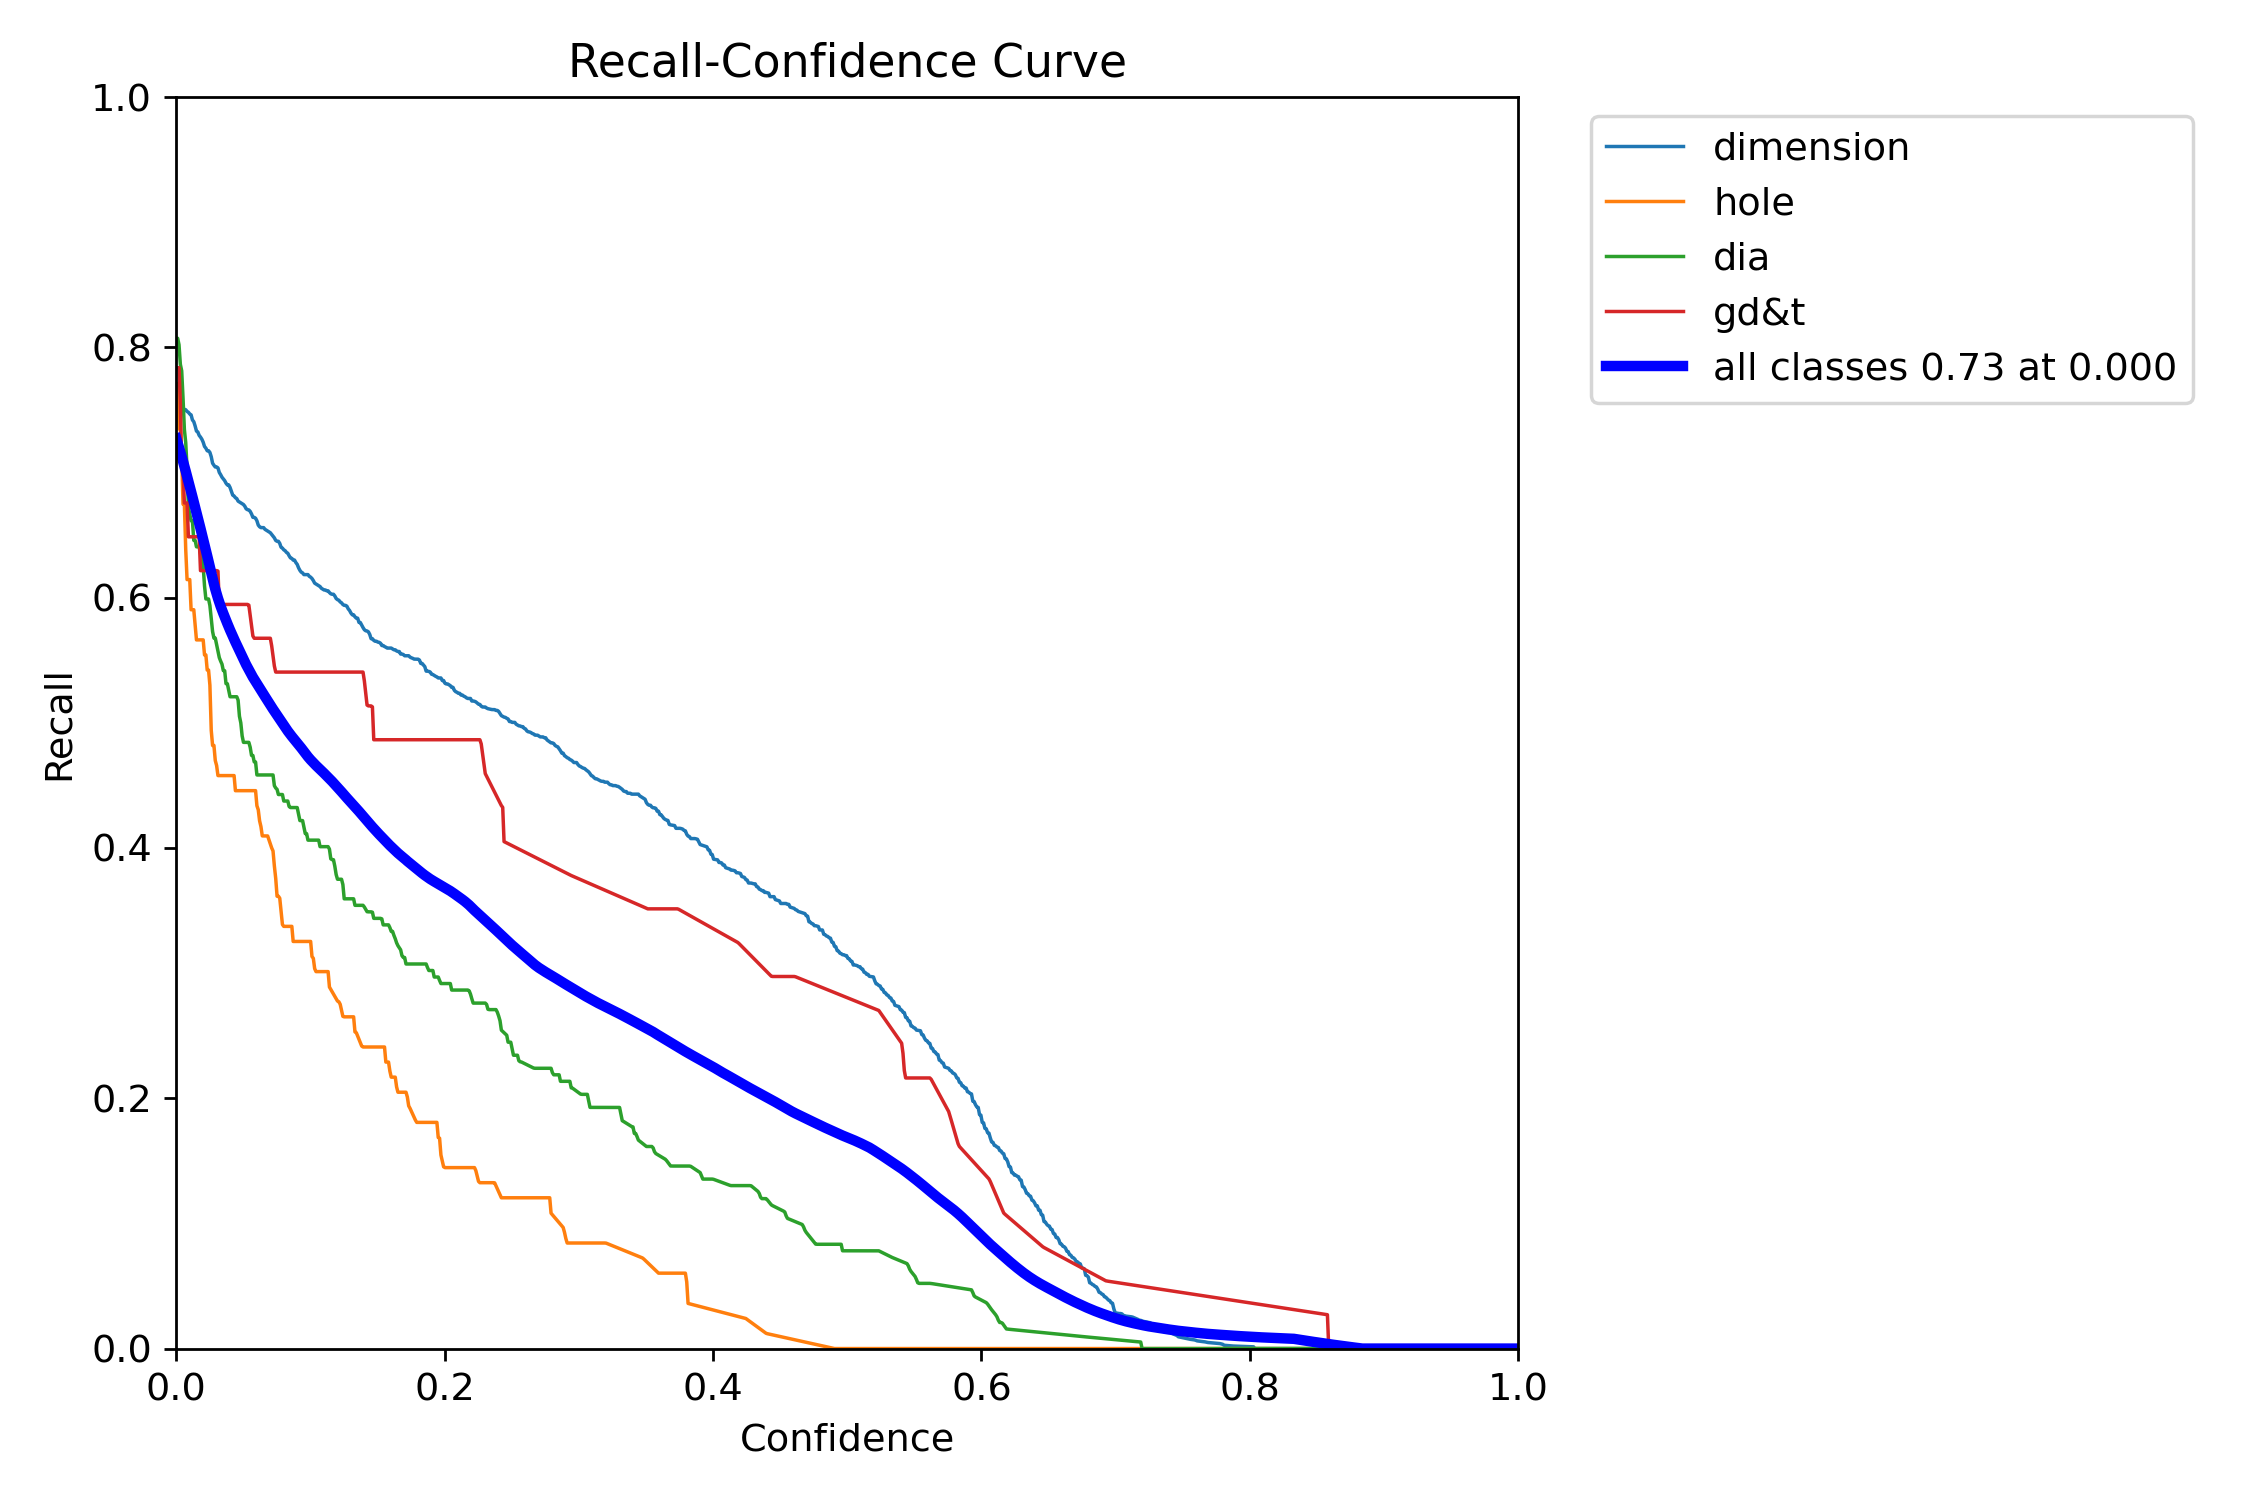 Recall-Confidence Curve
1.0
0.8
0.6
0.4
0.2
0.0
Recall
0.0 0.2 0.4 0.6 0.8 1.0
Confidence
dimension
hole
dia
gd&t
all classes 0.73 at 0.000